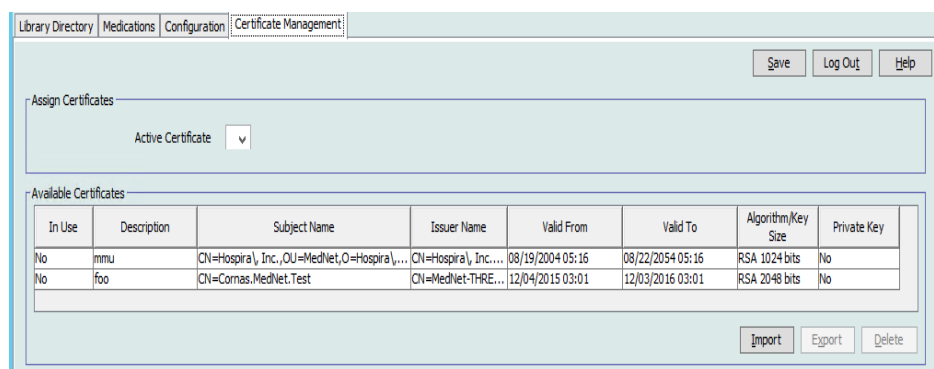 Library Directory Medications Configuration Certificate Management
Save Log Out Help
Assign Certificates
Active Certificate
Available Certificates
In Use Description Subject Name Issuer Name Valid From Valid To Algorithm/Key Size Private Key
No mmu CN=Hospira\, Inc.,OU=MedNet,O=Hospira\,... CN=Hospira\, Inc.... 08/19/2004 05:16 08/22/2054 05:16 RSA 1024 bits No
No foo CN=Cornas.MedNet.Test CN=MedNet-THRE... 12/04/2015 03:01 12/03/2016 03:01 RSA 2048 bits No
Import Export Delete